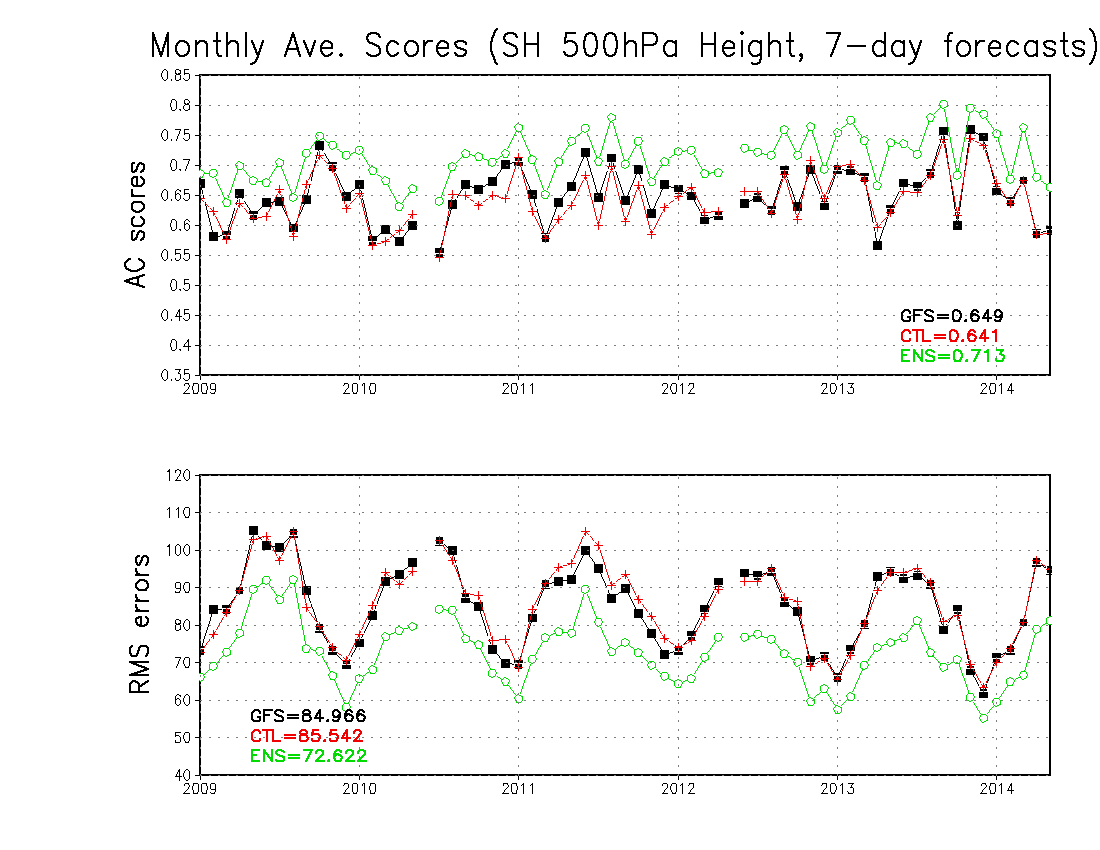 Monthly Ave. Scores (SH 500hPa Height, 7-day forecasts)
0.85
0.8
0.75
0.7
0.65
0.6
0.55
0.5
0.45
0.4
0.35
AC scores
GFS=0.649
CTL=0.641
ENS=0.713
2009 2010 2011 2012 2013 2014
120
110
100
90
80
70
60
50
40
RMS errors
GFS=84.966
CTL=85.542
ENS=72.622
2009 2010 2011 2012 2013 2014